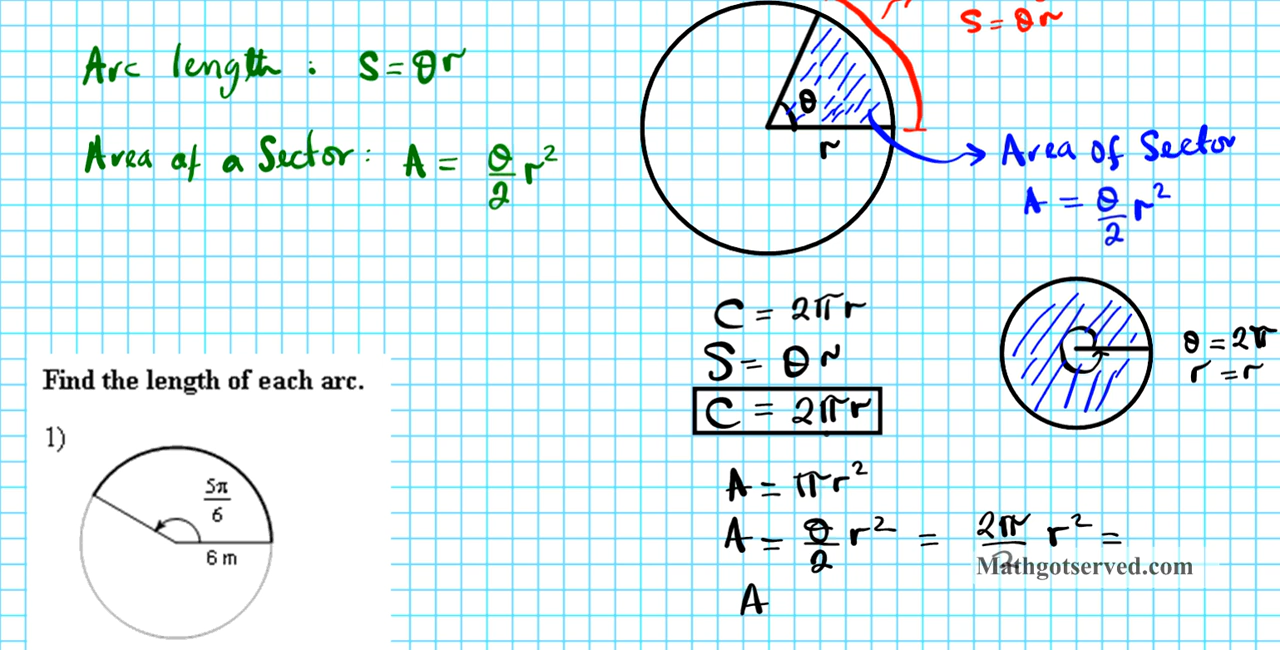 Arc length : S = θr
Area of a Sector: A = θ/2 r²
S = θr
θ
r
Area of Sector
A = θ/2 r²
C = 2πr
S = θr
C = 2πr
θ = 2π
r = r
A = πr²
A = θ/2 r² = 2π/2 r² =
A
Mathgotserved.com
Find the length of each arc.
1)
5π/6
6 m